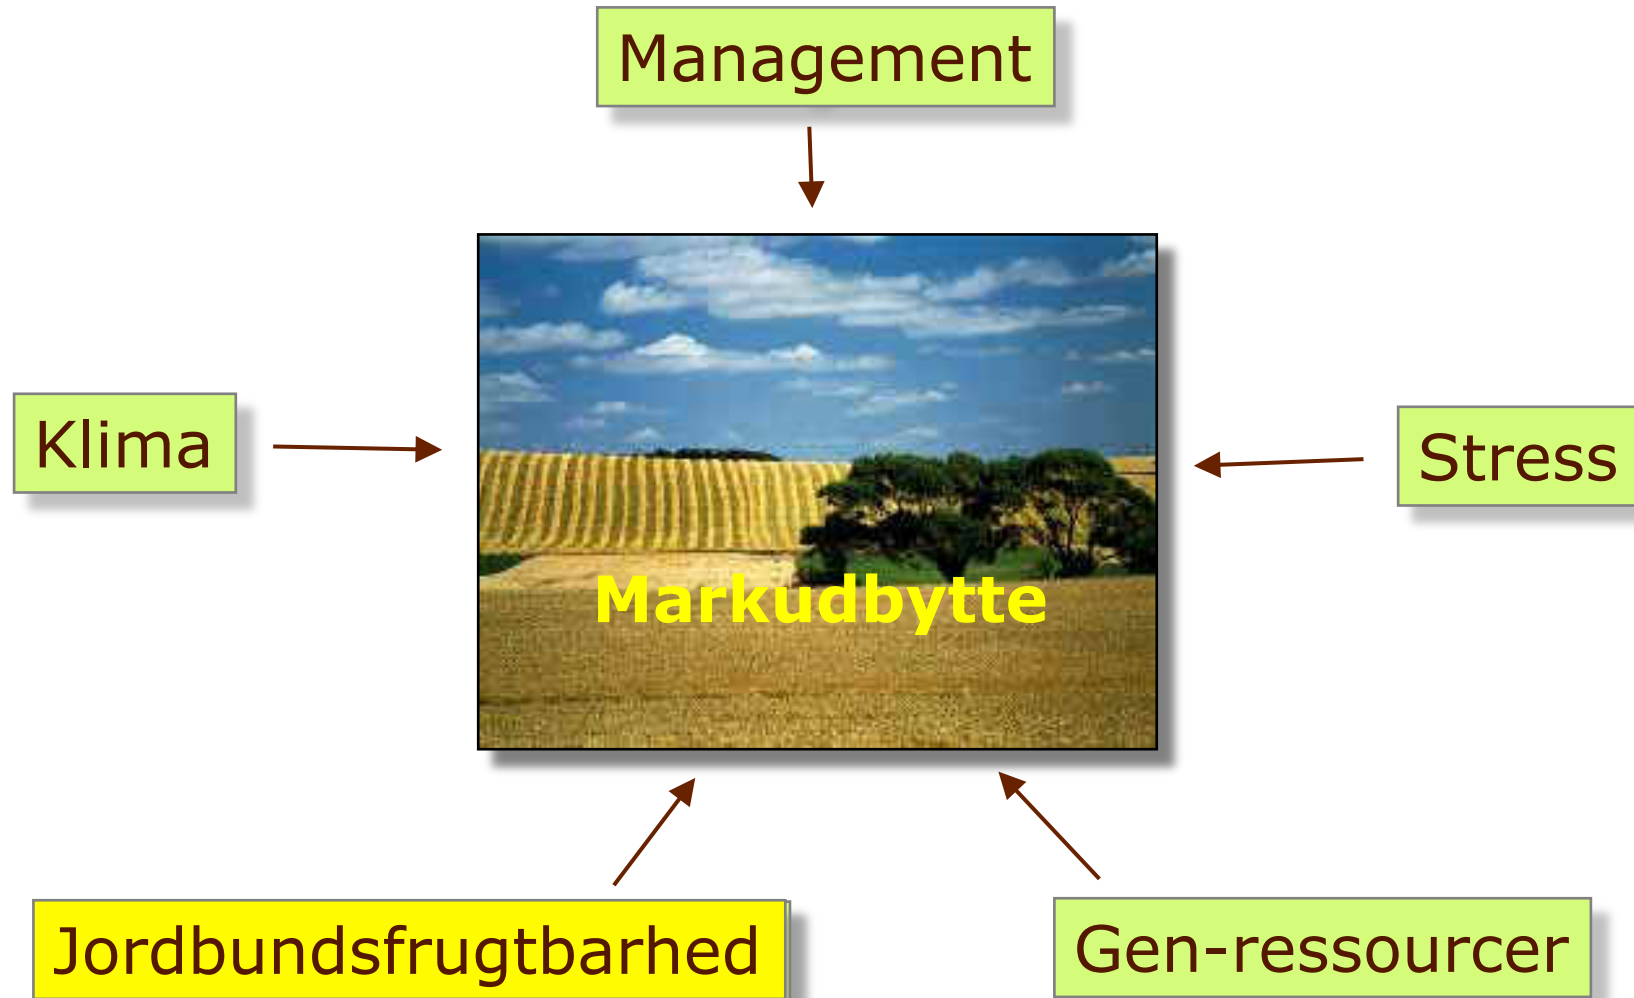 Management
Klima
Stress
Markudbytte
Jordbundsfrugtbarhed
Gen-ressourcer